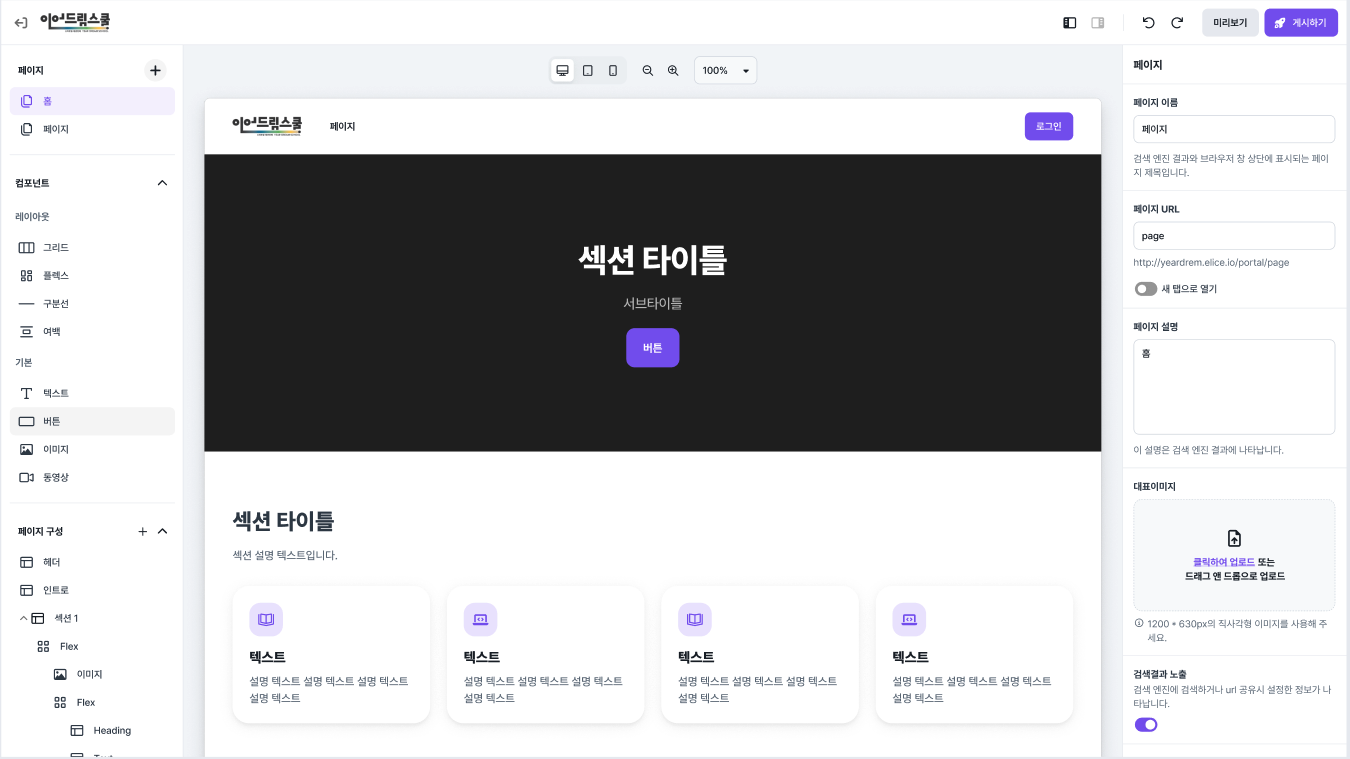 이어드림스쿨
미리보기
게시하기
페이지
홈
페이지
컴포넌트
레이아웃
그리드
플렉스
구분선
여백
기본
텍스트
버튼
이미지
동영상
페이지 구성
헤더
인트로
섹션 1
Flex
이미지
Flex
Heading
100%
이어드림스쿨
페이지
로그인
섹션 타이틀
서브타이틀
버튼
섹션 타이틀
섹션 설명 텍스트입니다.
텍스트
설명 텍스트 설명 텍스트 설명 텍스트
설명 텍스트
텍스트
설명 텍스트 설명 텍스트 설명 텍스트
설명 텍스트
텍스트
설명 텍스트 설명 텍스트 설명 텍스트
설명 텍스트
텍스트
설명 텍스트 설명 텍스트 설명 텍스트
설명 텍스트
페이지
페이지 이름
페이지
검색 엔진 결과와 브라우저 창 상단에 표시되는 페이
지 제목입니다.
페이지 URL
page
http://yeardrem.elice.io/portal/page
새 탭으로 열기
페이지 설명
홈
이 설명은 검색 엔진 결과에 나타납니다.
대표이미지
클릭하여 업로드 또는
드래그 앤 드롭으로 업로드
1200 * 630px의 직사각형 이미지를 사용해 주
세요.
검색결과 노출
검색 엔진에 검색하거나 url 공유시 설정한 정보가 나
타납니다.